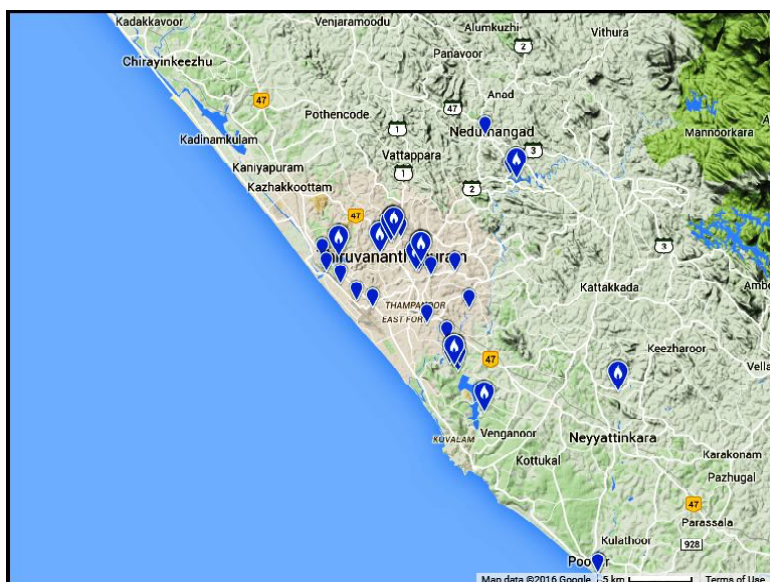 Kadakkavoor
Venjaramoodu
Alumkuzhi
Vithura
2
Panavoor
Chirayinkeezhu
Anad
47
47
Pothencode
Nedumangad
1
Mannoorkara
Kadinamkulam
3
Vattappara
Kaniyapuram
1
Kazhakkoottam
2
47
3
Kattakkada
THAMPANOOR
EAST FORT
Keezharoor
47
KOVALAM
Venganoor
Neyyattinkara
Karakonam
Kottukal
Pazhugal
47
Parassala
Kulathoor
928
Map data ©2016 Google
5 km
Terms of Use